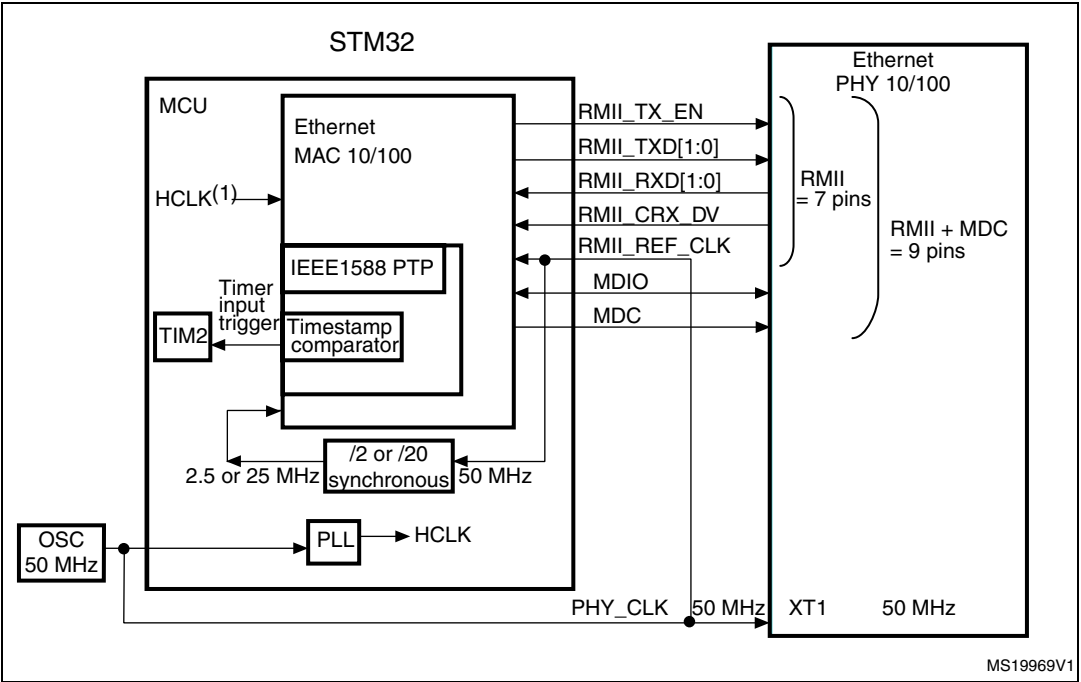 STM32
Ethernet
PHY 10/100
MCU
Ethernet
MAC 10/100
HCLK(1)
RMII_TX_EN
RMII_TXD[1:0]
RMII_RXD[1:0]
RMII_CRX_DV
RMII_REF_CLK
MDIO
MDC
RMII
= 7 pins
RMII + MDC
= 9 pins
IEEE1588 PTP
Timer
input
trigger
TIM2
Timestamp
comparator
/2 or /20
synchronous
2.5 or 25 MHz
50 MHz
OSC
50 MHz
PLL
HCLK
PHY_CLK
50 MHz
XT1
50 MHz
MS19969V1